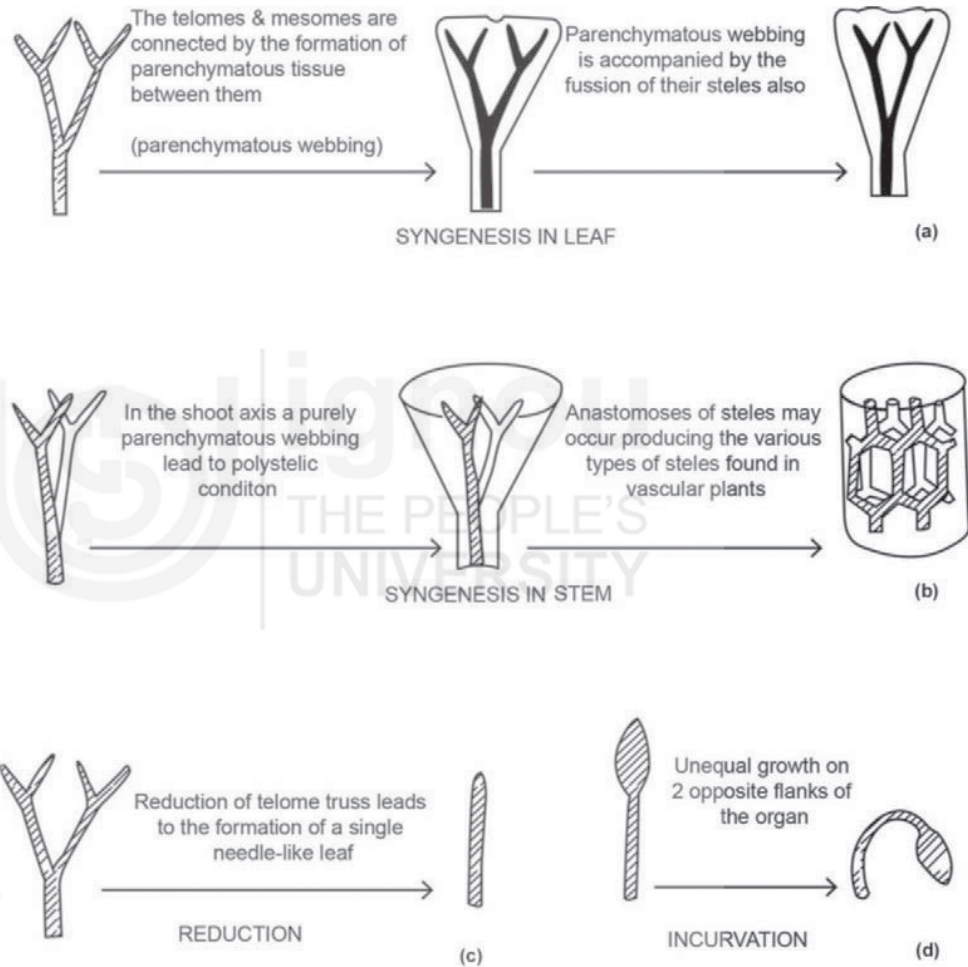 The telomes & mesomes are
connected by the formation of
parenchymatous tissue
between them
(parenchymatous webbing)
Parenchymatous webbing
is accompanied by the
fussion of their steles also
SYNGENESIS IN LEAF
(a)
In the shoot axis a purely
parenchymatous webbing
lead to polystelic
conditon
Anastomoses of steles may
occur producing the various
types of steles found in
vascular plants
ignou
THE PEOPLE'S
UNIVERSITY
SYNGENESIS IN STEM
(b)
Reduction of telome truss leads
to the formation of a single
needle-like leaf
REDUCTION
(c)
Unequal growth on
2 opposite flanks of
the organ
INCURVATION
(d)